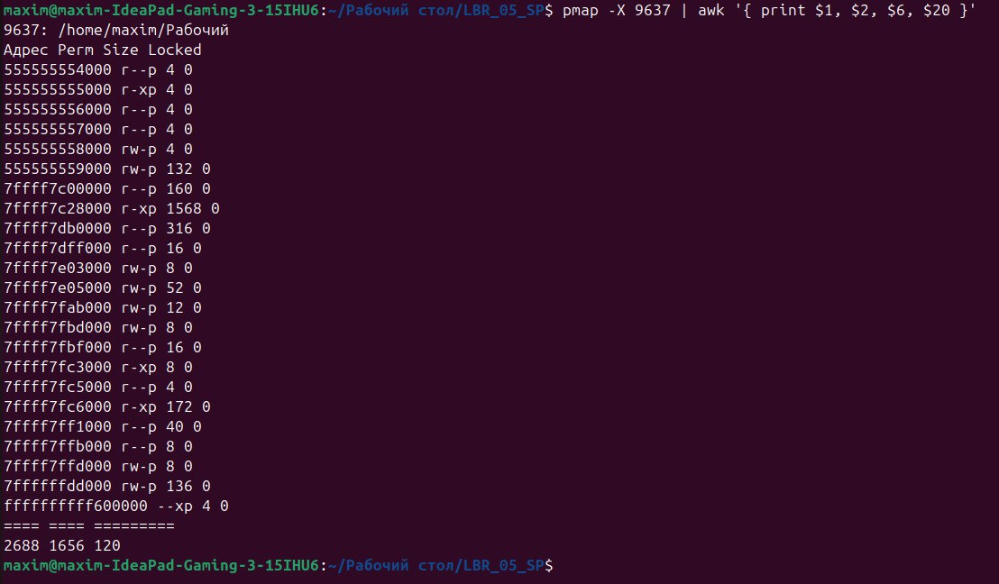 maxim@maxim-IdeaPad-Gaming-3-15IHU6:~/Рабочий стол/LBR_05_SP$ pmap -X 9637 | awk '{ print $1, $2, $6, $20 }'
9637: /home/maxim/Рабочий
Адрес Perm Size Locked
555555554000 r--p 4 0
555555555000 r-xp 4 0
555555556000 r--p 4 0
555555557000 r--p 4 0
555555558000 rw-p 4 0
555555559000 rw-p 132 0
7ffff7c00000 r--p 160 0
7ffff7c28000 r-xp 1568 0
7ffff7db0000 r--p 316 0
7ffff7dff000 r--p 16 0
7ffff7e03000 rw-p 8 0
7ffff7e05000 rw-p 52 0
7ffff7fab000 rw-p 12 0
7ffff7fbd000 rw-p 8 0
7ffff7fbf000 r--p 16 0
7ffff7fc3000 r-xp 8 0
7ffff7fc5000 r--p 4 0
7ffff7fc6000 r-xp 172 0
7ffff7ff1000 r--p 40 0
7ffff7ffb000 r--p 8 0
7ffff7ffd000 rw-p 8 0
7ffffffdd000 rw-p 136 0
ffffffffff600000 --xp 4 0
==== ==== =========
2688 1656 120
maxim@maxim-IdeaPad-Gaming-3-15IHU6:~/Рабочий стол/LBR_05_SP$